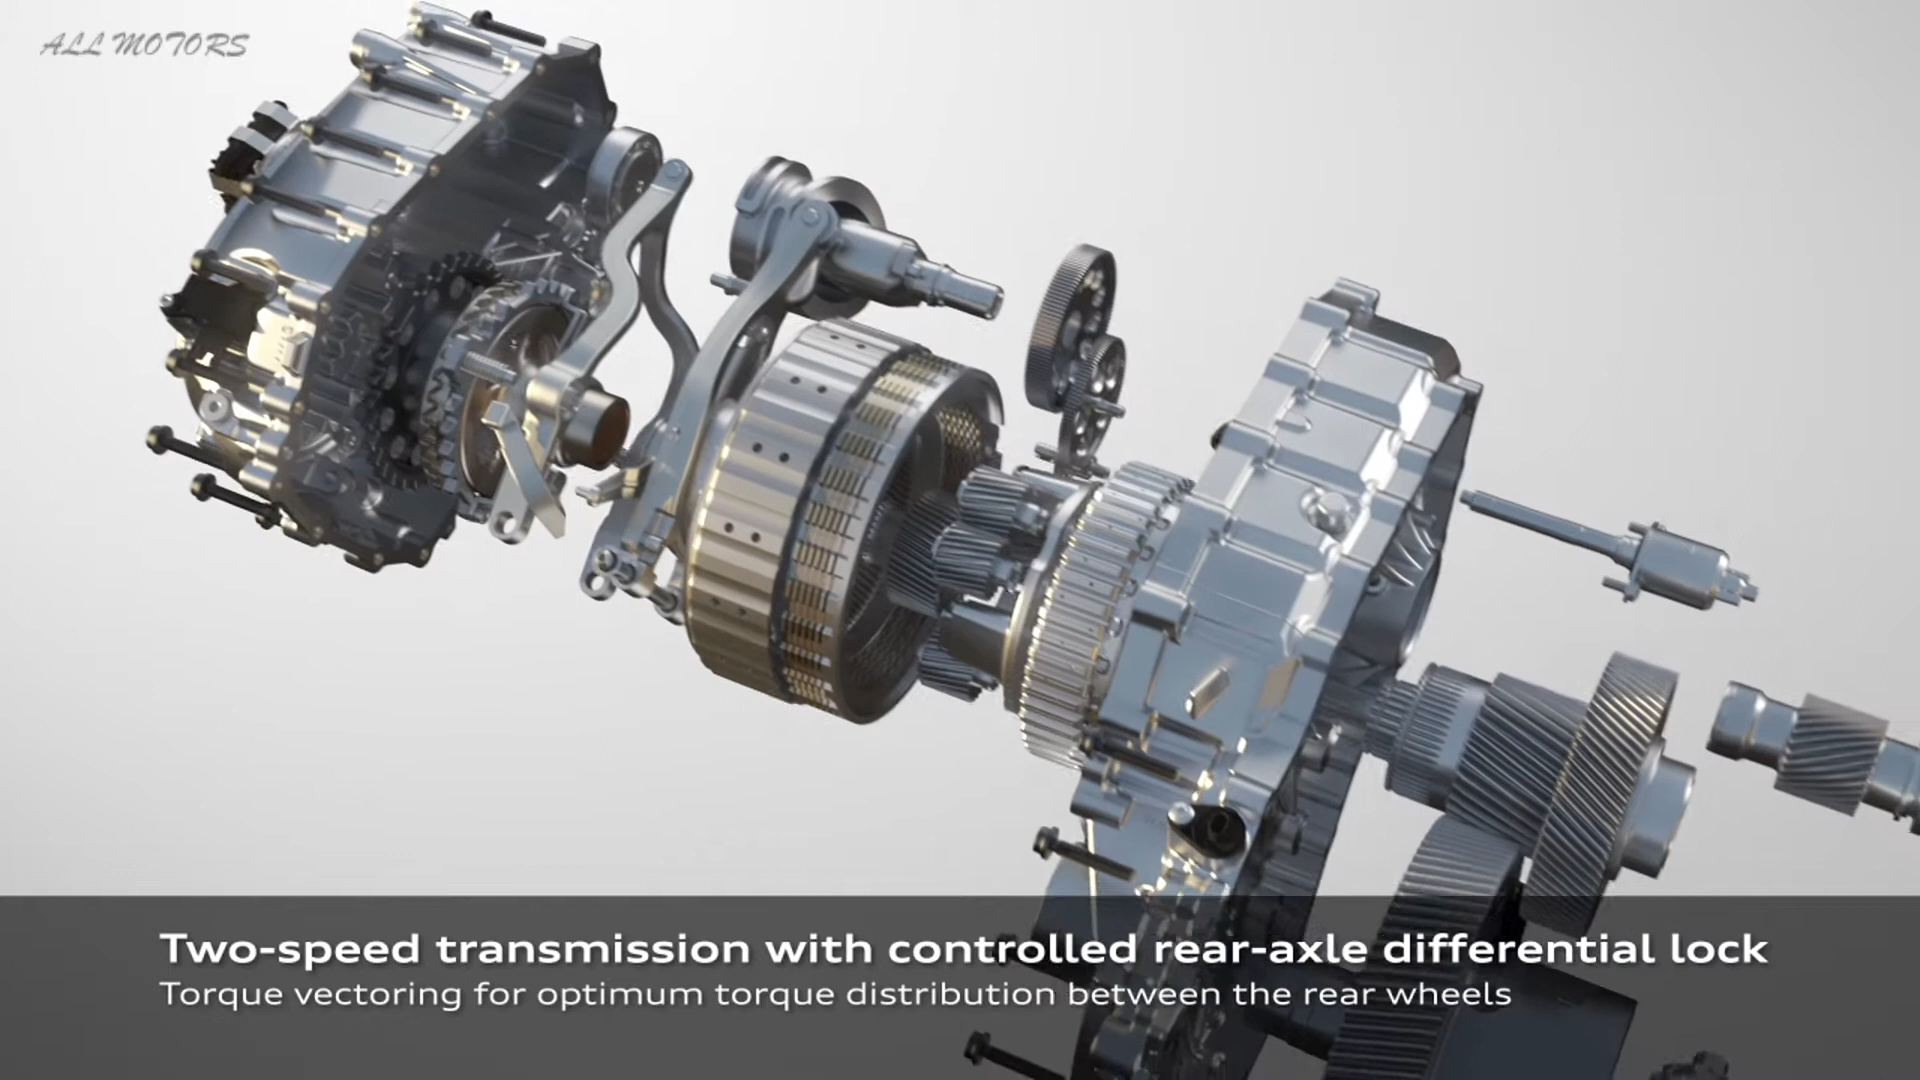 ALL MOTORS
Two-speed transmission with controlled rear-axle differential lock
Torque vectoring for optimum torque distribution between the rear wheels